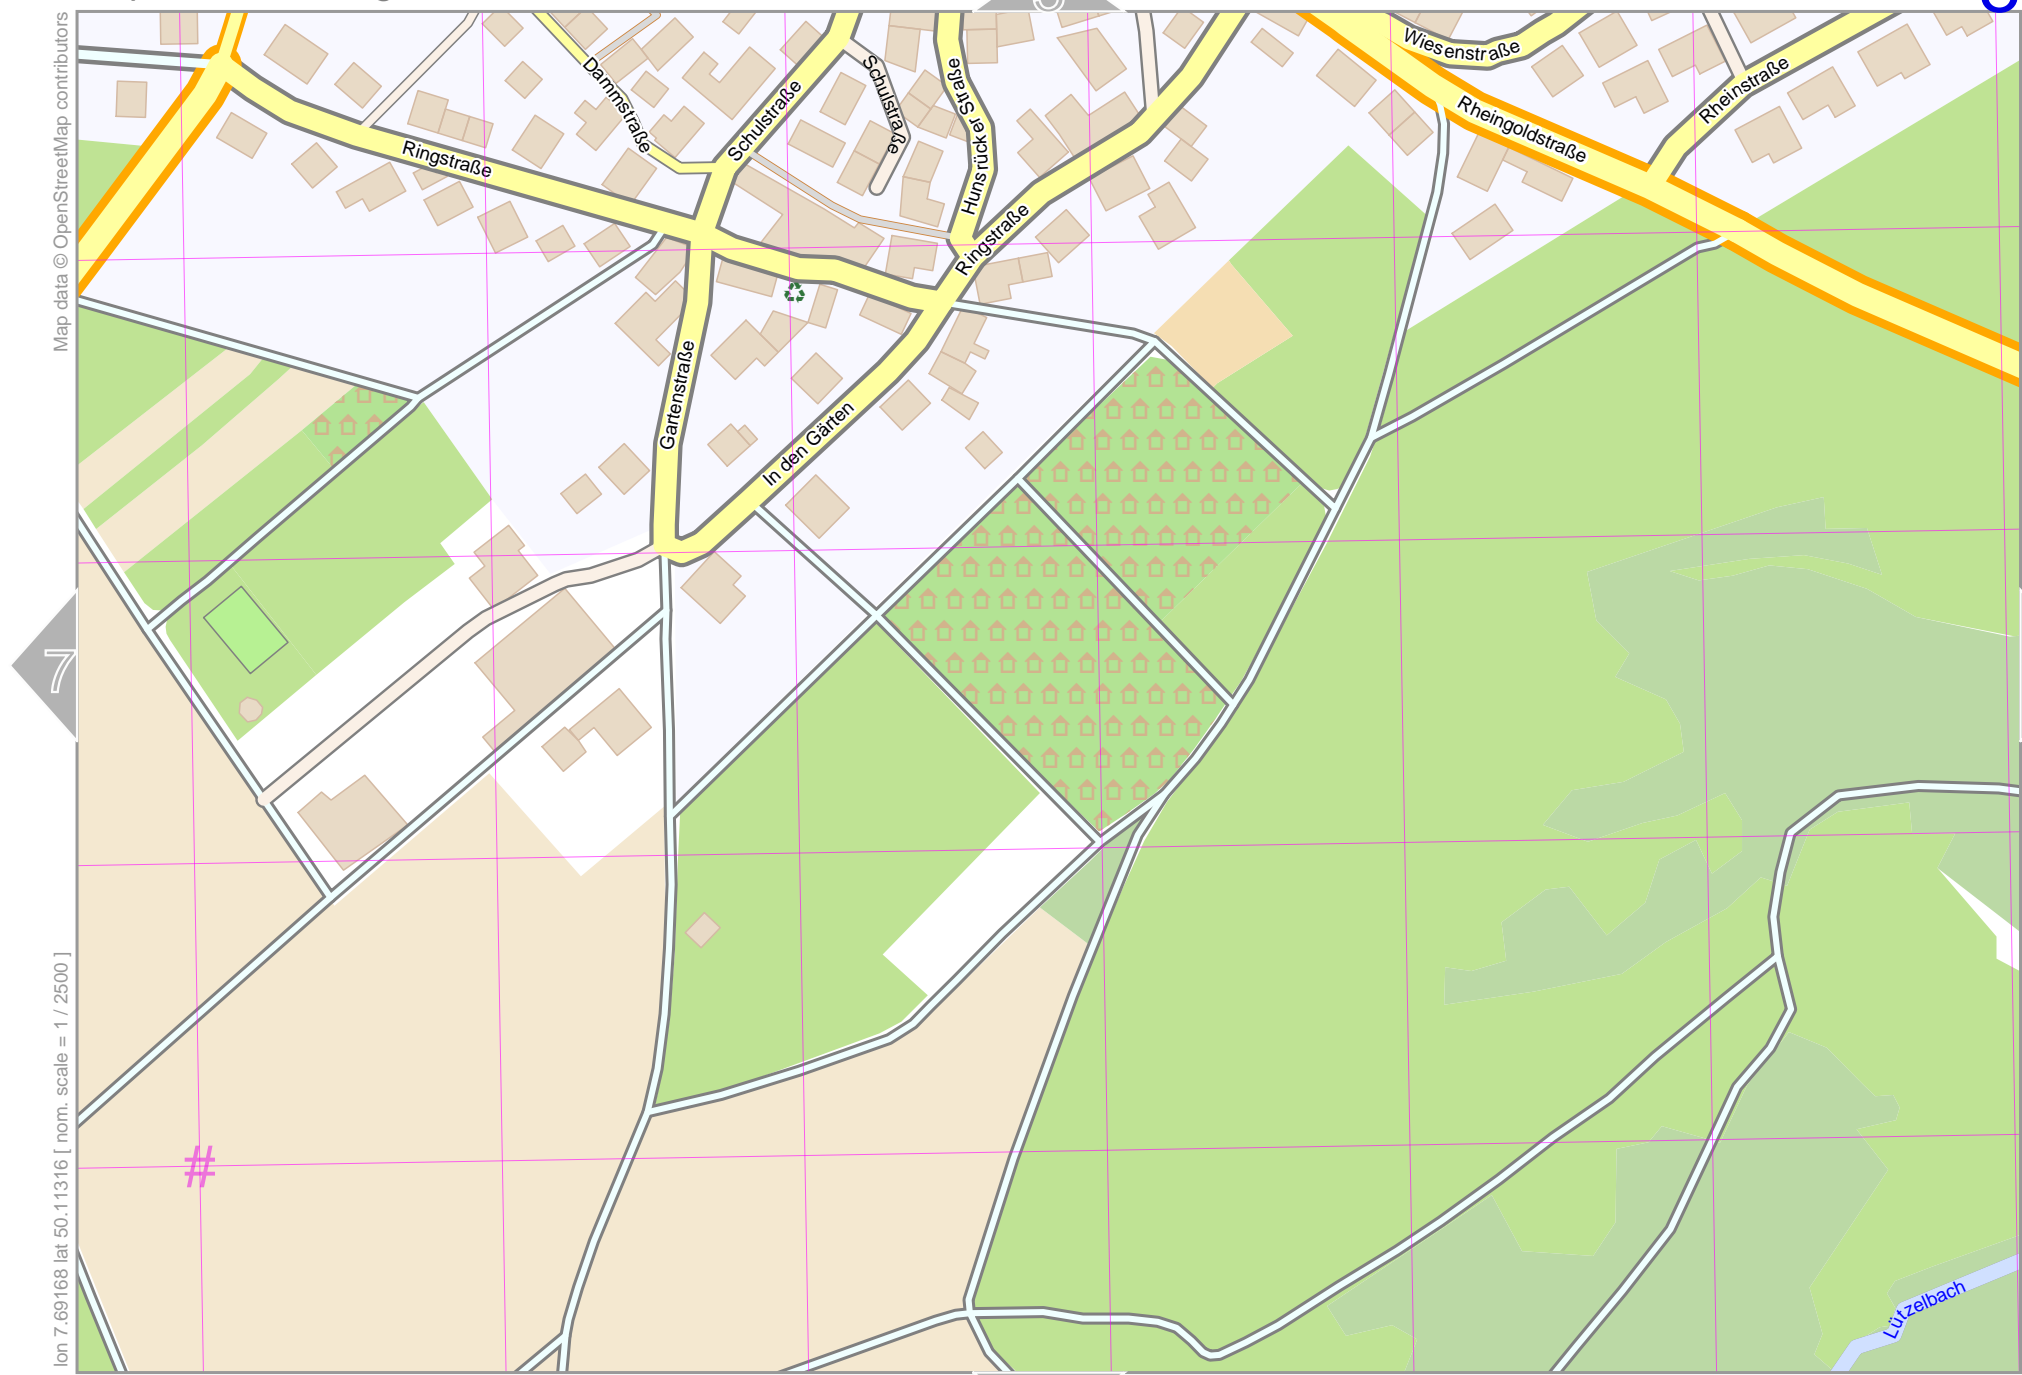 Wiesenstraße
Dammstraße
Schulstraße
Schulstraße
Hunsrücker Straße
Rheinstraße
Rheingoldstraße
Ringstraße
Ringstraße
Gartenstraße
In den Gärten
7
#
Lützelbach
Map data © OpenStreetMap contributors
lon 7.69168 lat 50.11316 [ nom. scale = 1 / 2500 ]